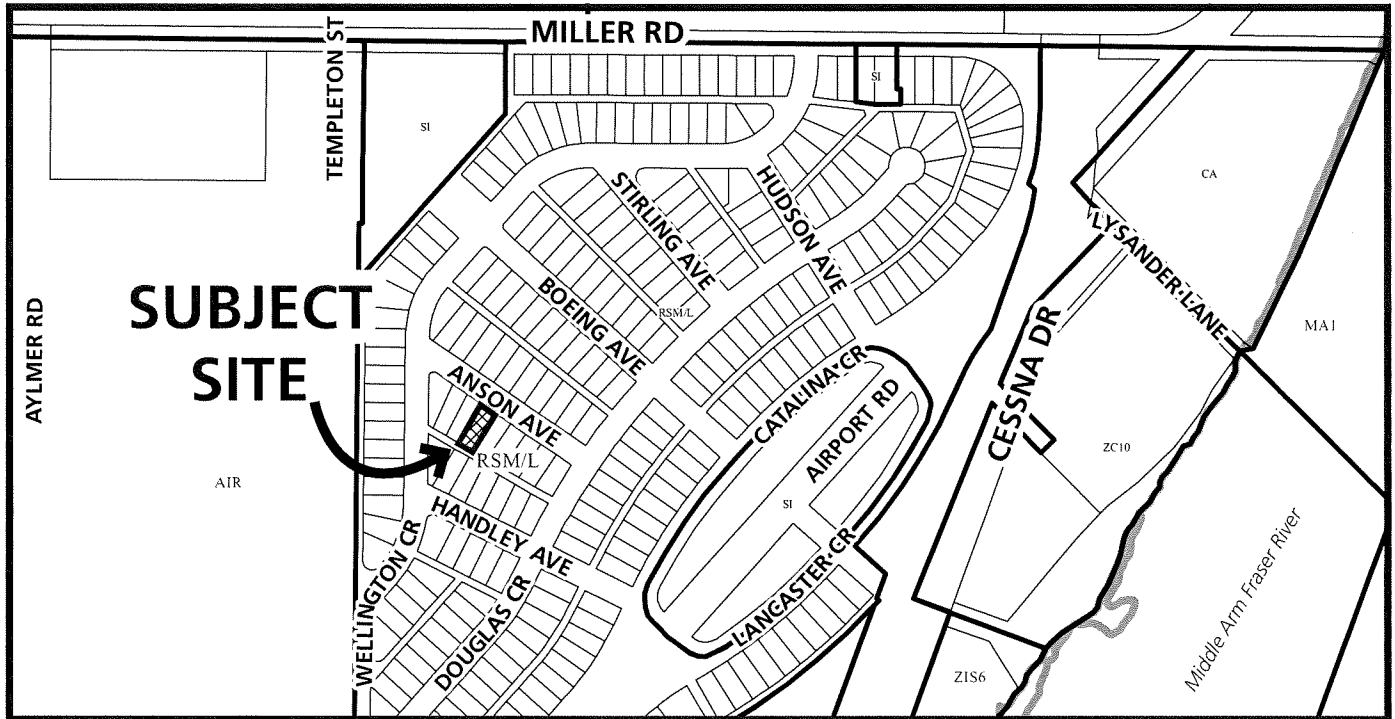 MILLER RD
TEMPLETON ST
SI
SI
CA
STIRLING AVE
HUDSON AVE
LYSANDER LANE
SUBJECT
SITE
AYLMER RD
BOEING AVE
RSM/L
MA1
CESSNA DR
CATALINA CR
AIRPORT RD
ANSON AVE
RSM/L
ZC10
AIR
SI
HANDLEY AVE
WELLINGTON CR
DOUGLAS CR
LANCASTER CR
Middle Arm Fraser River
ZIS6